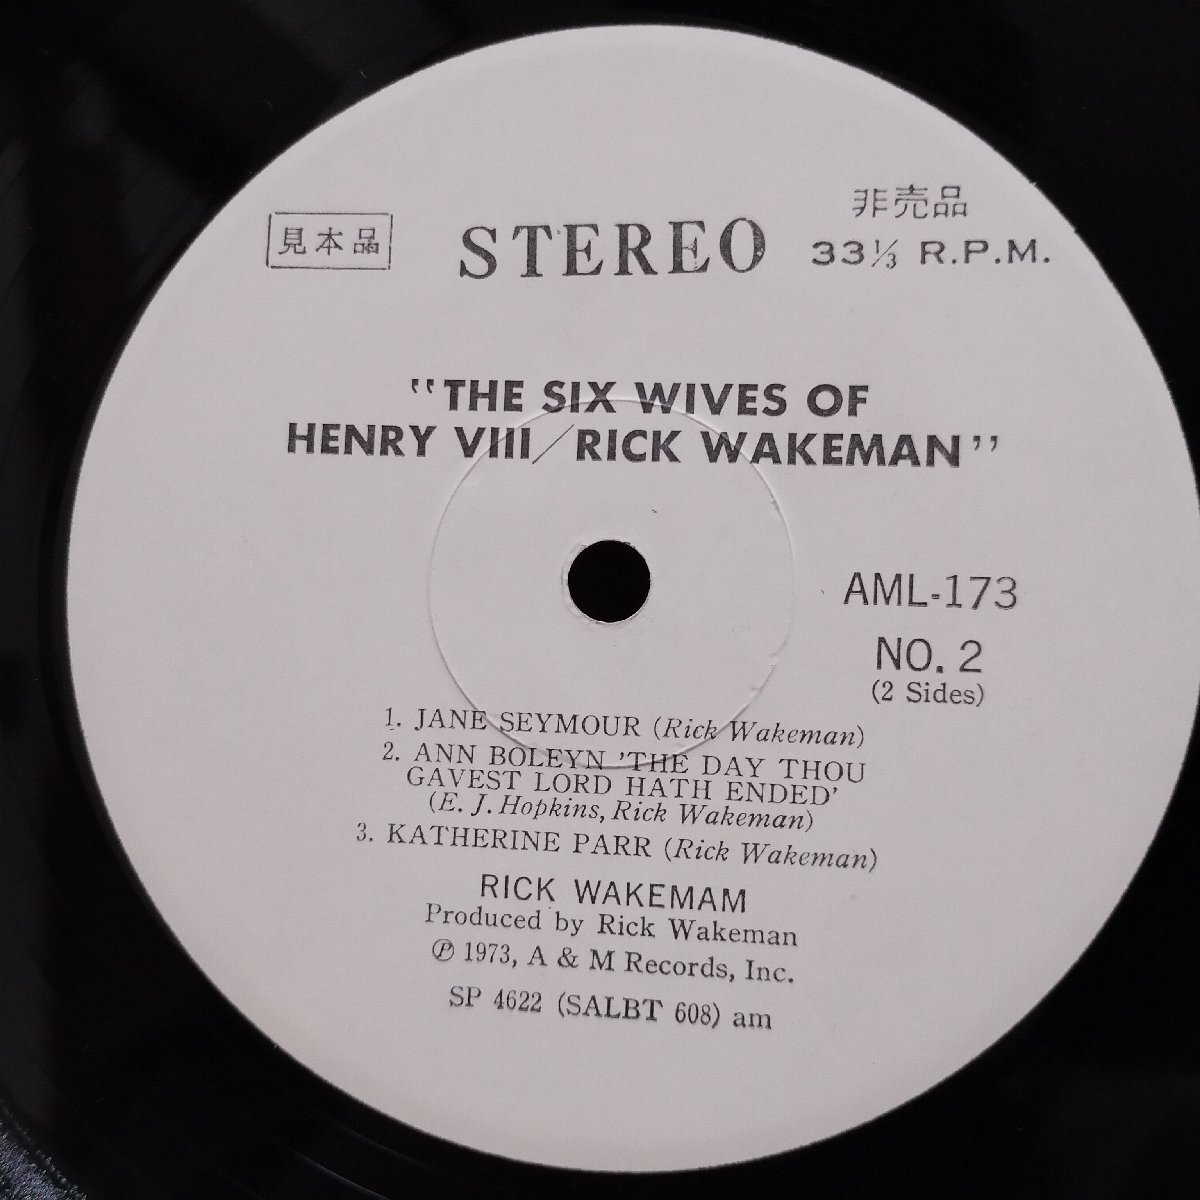 見本品
STEREO
非売品
33⅓ R.P.M.
"THE SIX WIVES OF
HENRY VIII/RICK WAKEMAN"
AML-173
NO. 2
(2 Sides)
1. JANE SEYMOUR (Rick Wakeman)
2. ANN BOLEYN 'THE DAY THOU
GAVEST LORD HATH ENDED'
(E. J. Hopkins, Rick Wakeman)
3. KATHERINE PARR (Rick Wakeman)
RICK WAKEMAM
Produced by Rick Wakeman
Ⓟ 1973, A & M Records, Inc.
SP 4622 (SALBT 608) am